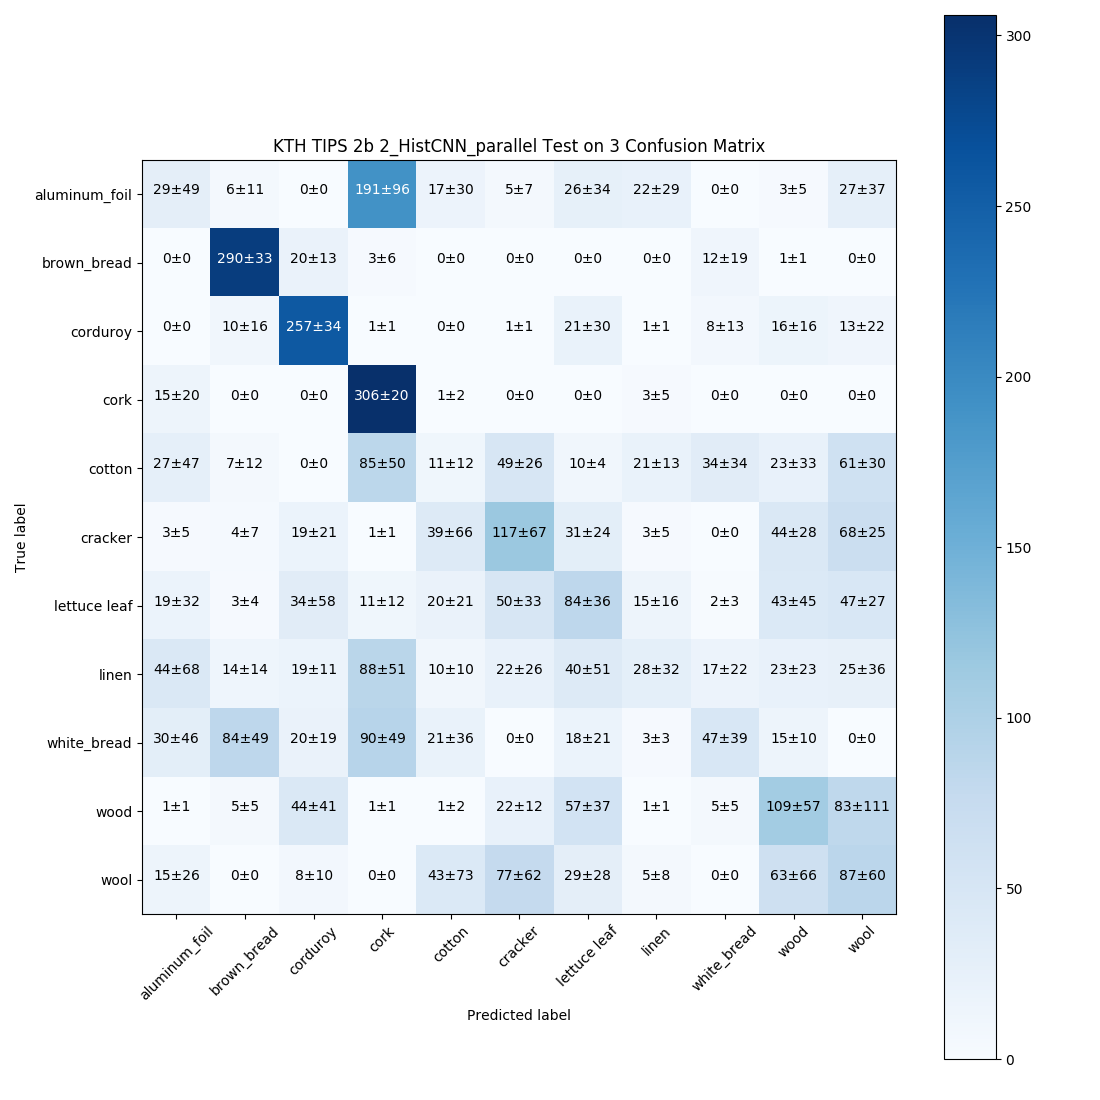 KTH TIPS 2b 2_HistCNN_parallel Test on 3 Confusion Matrix
True label
aluminum_foil 29±49 6±11 0±0 191±96 17±30 5±7 26±34 22±29 0±0 3±5 27±37
brown_bread 0±0 290±33 20±13 3±6 0±0 0±0 0±0 0±0 12±19 1±1 0±0
corduroy 0±0 10±16 257±34 1±1 0±0 1±1 21±30 1±1 8±13 16±16 13±22
cork 15±20 0±0 0±0 306±20 1±2 0±0 0±0 3±5 0±0 0±0 0±0
cotton 27±47 7±12 0±0 85±50 11±12 49±26 10±4 21±13 34±34 23±33 61±30
cracker 3±5 4±7 19±21 1±1 39±66 117±67 31±24 3±5 0±0 44±28 68±25
lettuce leaf 19±32 3±4 34±58 11±12 20±21 50±33 84±36 15±16 2±3 43±45 47±27
linen 44±68 14±14 19±11 88±51 10±10 22±26 40±51 28±32 17±22 23±23 25±36
white_bread 30±46 84±49 20±19 90±49 21±36 0±0 18±21 3±3 47±39 15±10 0±0
wood 1±1 5±5 44±41 1±1 1±2 22±12 57±37 1±1 5±5 109±57 83±111
wool 15±26 0±0 8±10 0±0 43±73 77±62 29±28 5±8 0±0 63±66 87±60
aluminum_foil brown_bread corduroy cork cotton cracker lettuce leaf linen white_bread wood wool
Predicted label
300
250
200
150
100
50
0